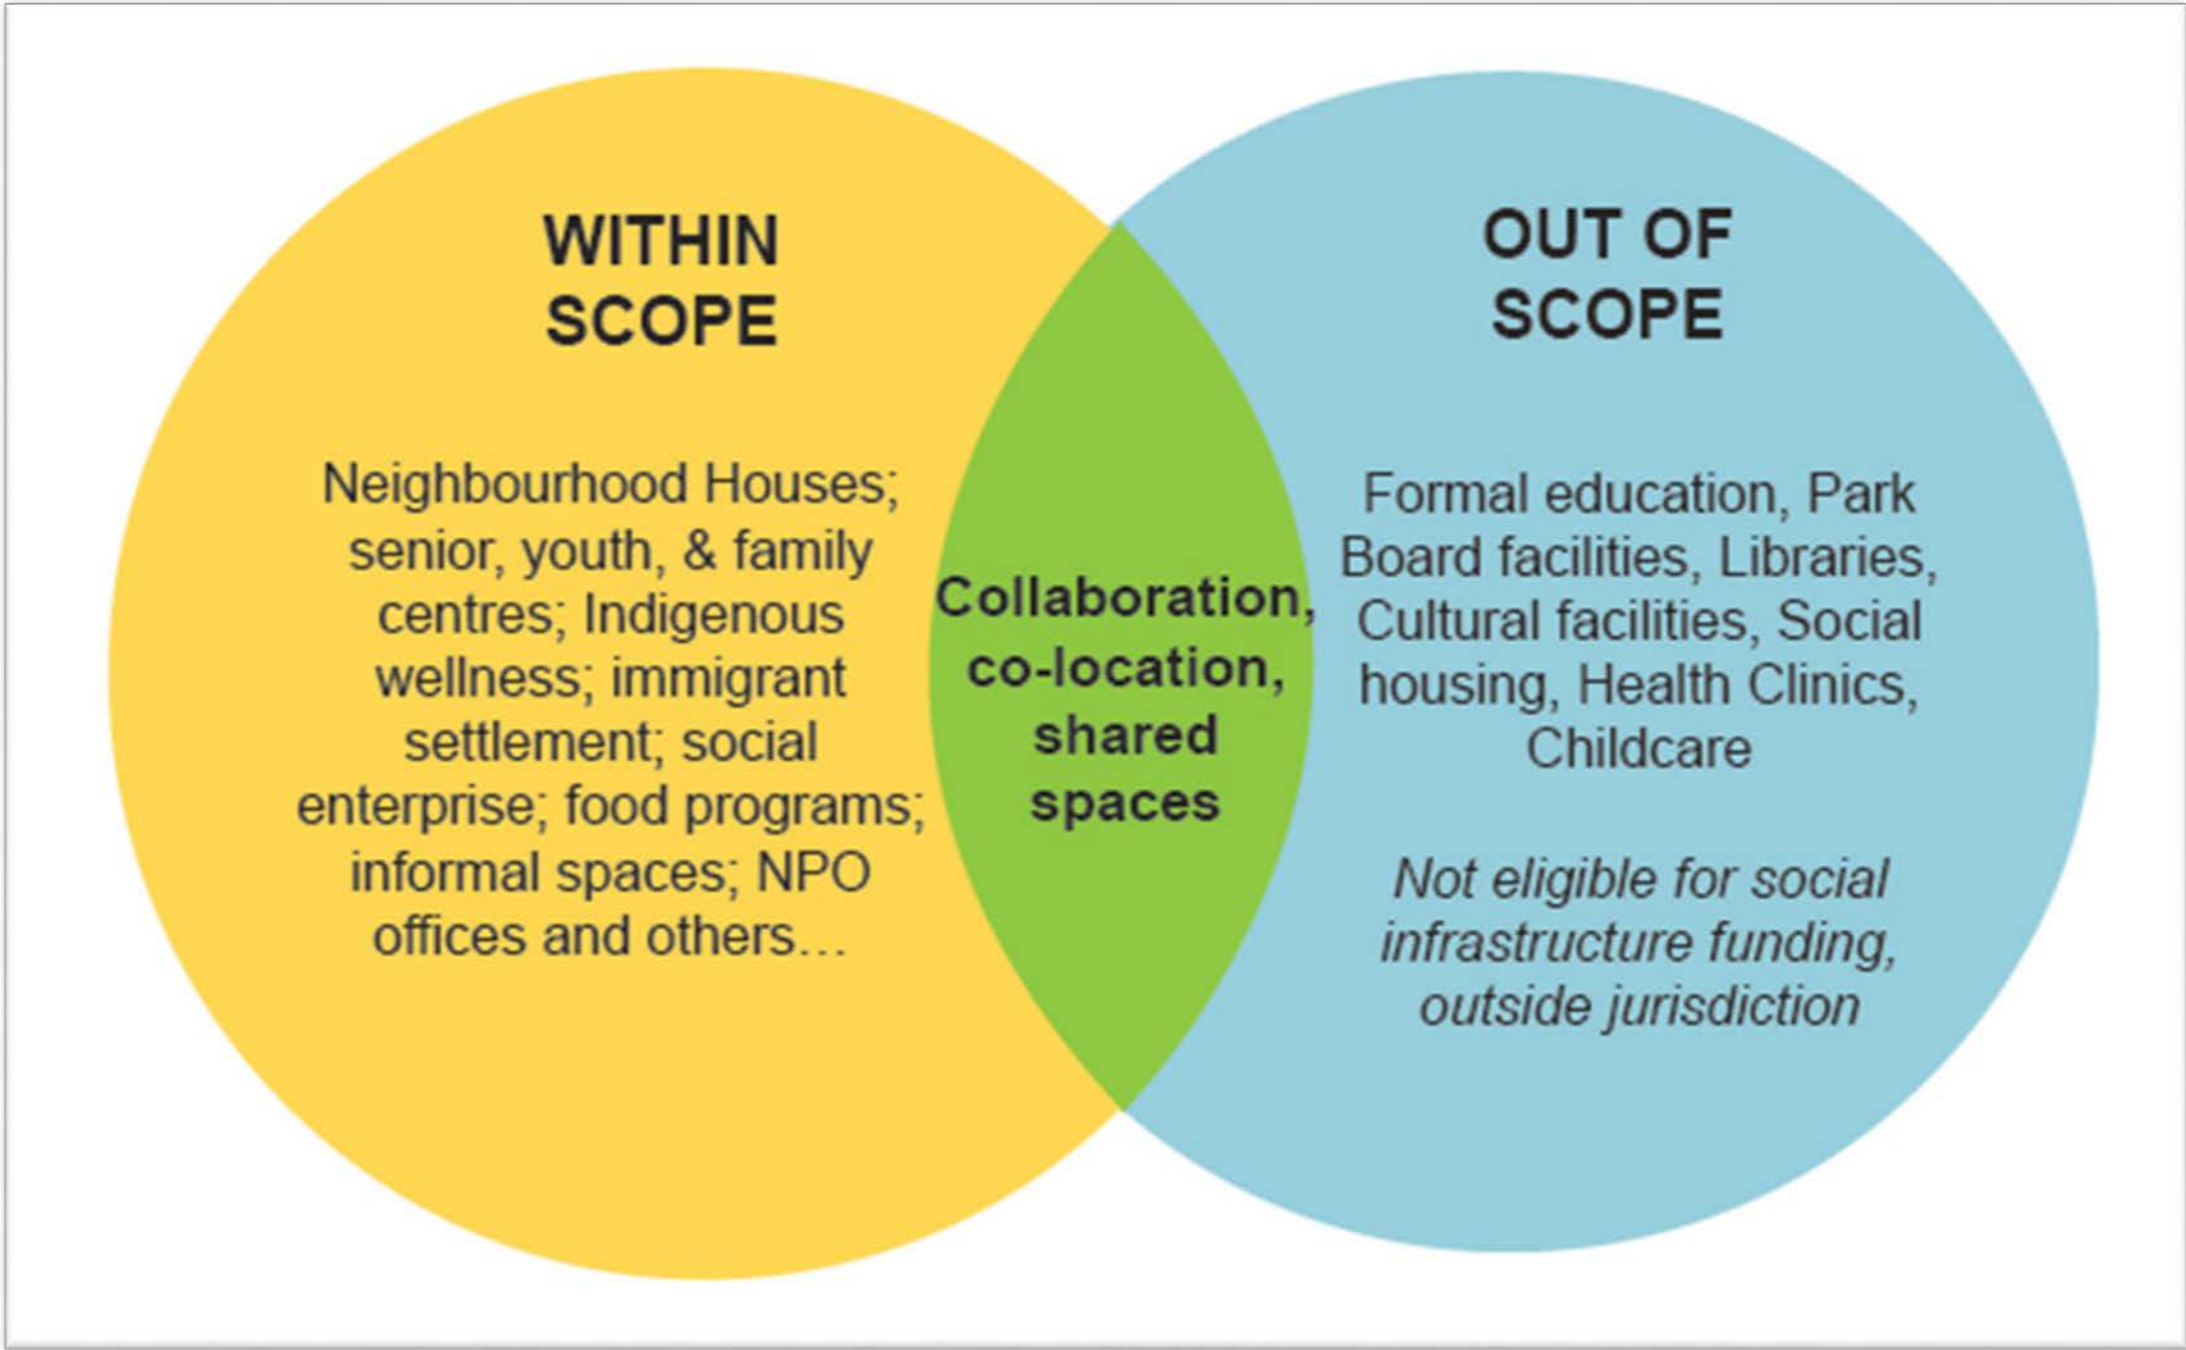 WITHIN
SCOPE
Neighbourhood Houses;
senior, youth, & family
centres; Indigenous
wellness; immigrant
settlement; social
enterprise; food programs;
informal spaces; NPO
offices and others…
Collaboration,
co-location,
shared
spaces
OUT OF
SCOPE
Formal education, Park
Board facilities, Libraries,
Cultural facilities, Social
housing, Health Clinics,
Childcare
Not eligible for social
infrastructure funding,
outside jurisdiction